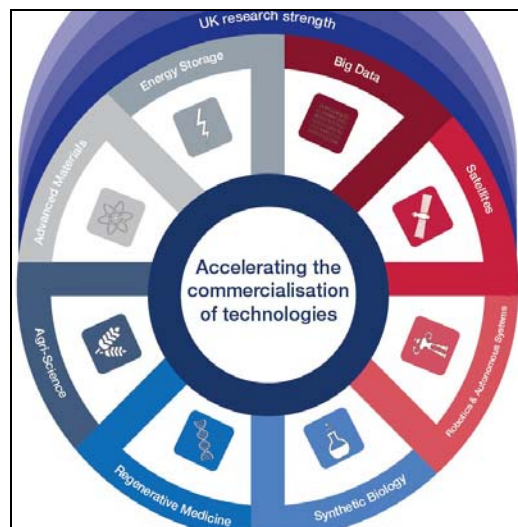 UK research strength
Energy Storage
Big Data
Advanced Materials
Satellites
Accelerating the
commercialisation
of technologies
Agri-Science
Robotics & Autonomous Systems
Regenerative Medicine
Synthetic Biology